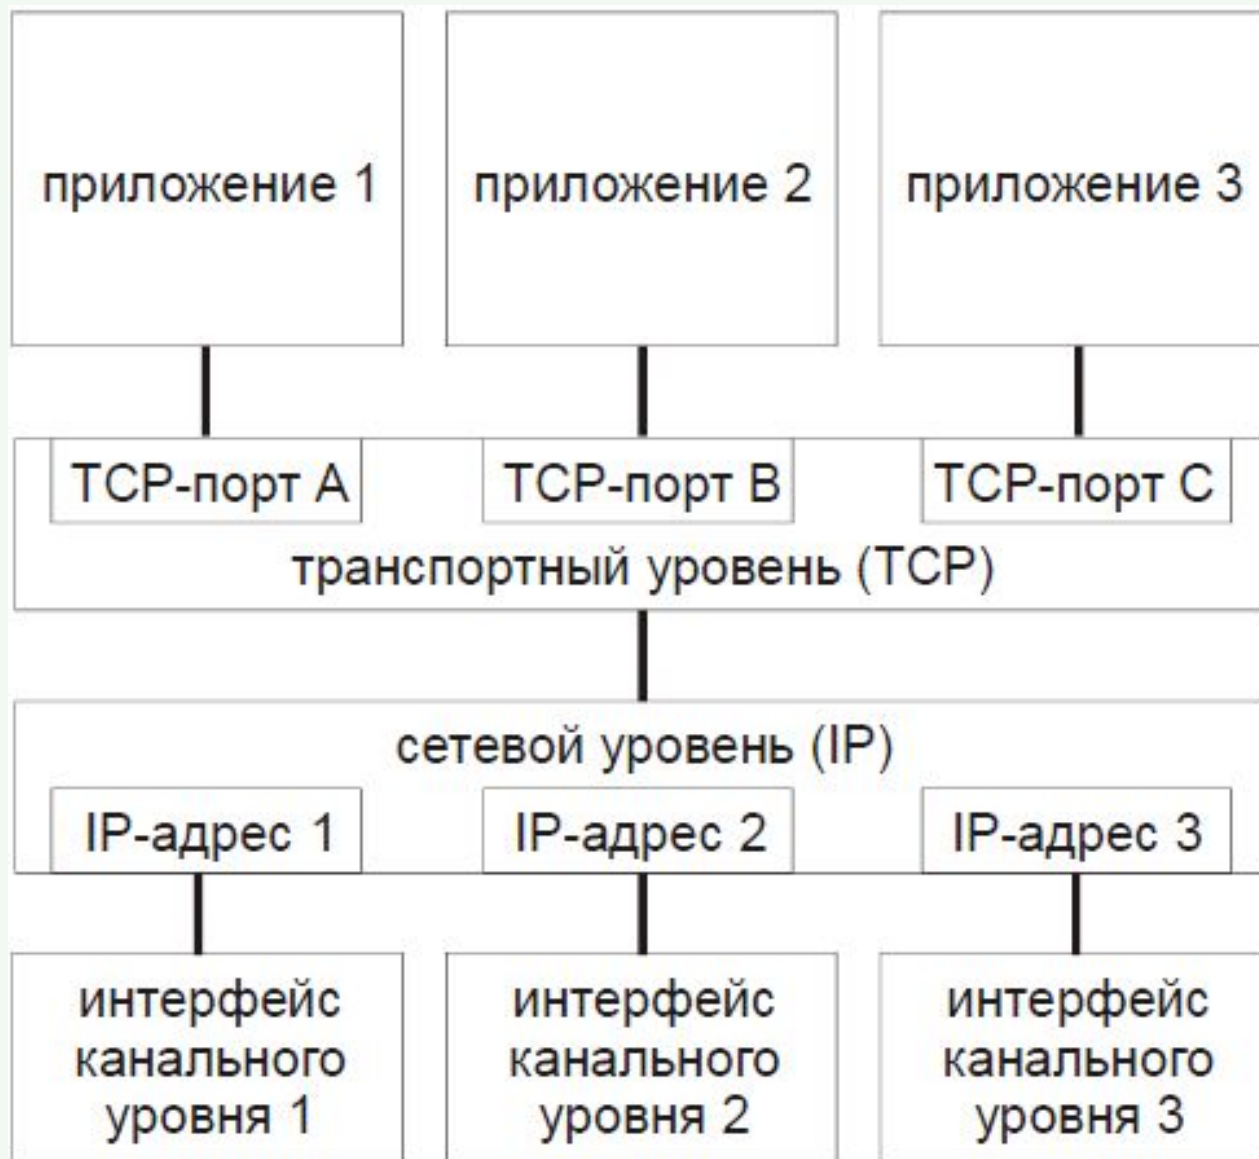 приложение 1
приложение 2
приложение 3
TCP-порт A
TCP-порт B
TCP-порт C
транспортный уровень (TCP)
сетевой уровень (IP)
IP-адрес 1
IP-адрес 2
IP-адрес 3
интерфейс
канального
уровня 1
интерфейс
канального
уровня 2
интерфейс
канального
уровня 3